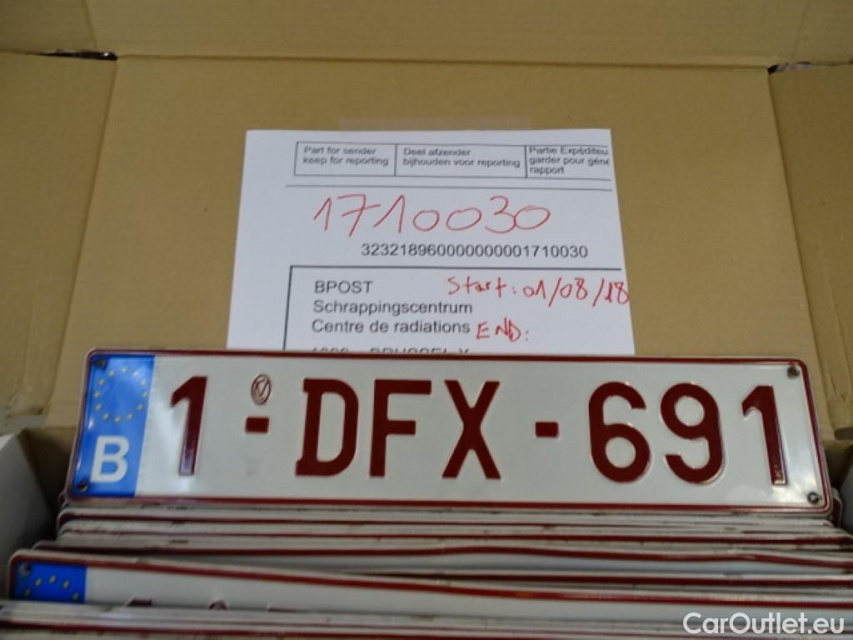 Part for sender
keep for reporting
Deel afzender
bijhouden voor reporting
Partie Expéditeu
garder pour géné
rapport
1710030
323218960000000001710030
BPOST
Start: 01/08/18
Schrappingscentrum
Centre de radiations
END:
B
1-DFX-691
CarOutlet.eu